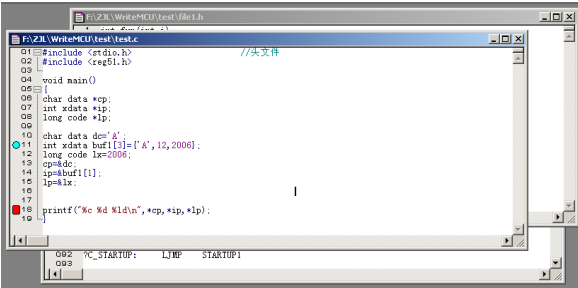 F:\ZJL\WriteMCU\test\file1.h
F:\ZJL\WriteMCU\test\test.c
01 #include <stdio.h> //头文件
02 #include <reg51.h>
03
04 void main()
05 {
06 char data *cp;
07 int xdata *ip;
08 long code *lp;
09
10 char data dc='A';
11 int xdata buf1[3]={'A',12,2006};
12 long code lx=2006;
13 cp=&dc;
14 ip=&buf1[1];
15 lp=&lx;
16
17
18 printf("%c %d %ld\n",*cp,*ip,*lp);
19 }
092 ?C_STARTUP: LJMP STARTUP1
093